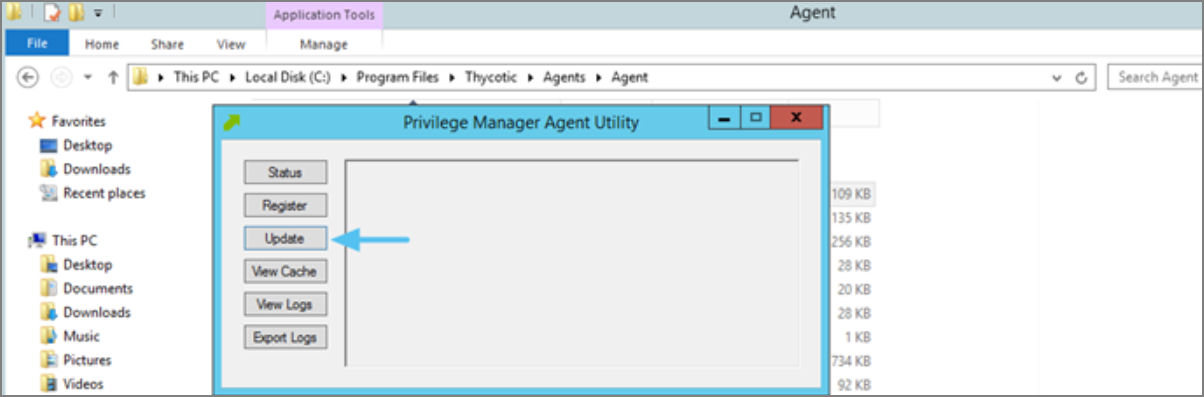 Application Tools
Agent
File Home Share View Manage
This PC Local Disk (C:) Program Files Thycotic Agents Agent
Search Agent
Favorites
Desktop
Downloads
Recent places
This PC
Desktop
Documents
Downloads
Music
Pictures
Videos
Privilege Manager Agent Utility
X
Status
Register
Update
View Cache
View Logs
Export Logs
109 KB
135 KB
256 KB
28 KB
20 KB
28 KB
1 KB
734 KB
92 KB